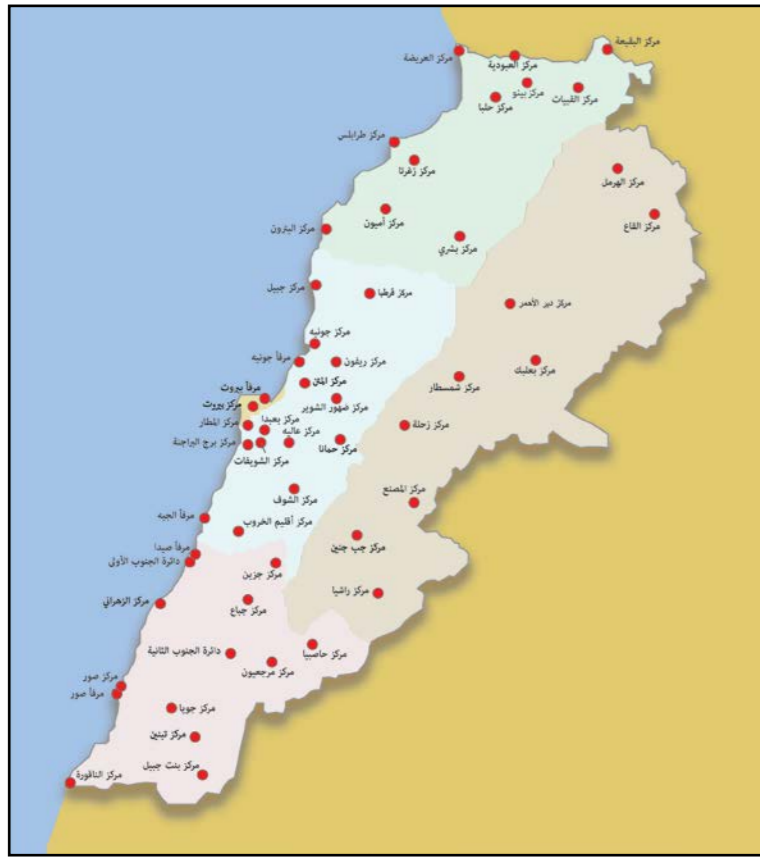 مركز البقيعة
مركز العريضة
مركز العبودية
مركز بينو
مركز القبيات
مركز حلبا
مركز طرابلس
مركز زغرتا
مركز الهرمل
مركز أميون
مركز القاع
مركز البترون
مركز بشري
مركز جبيل
مركز قرطبا
مركز دير الأحمر
مركز جونيه
مرفأ جونيه
مركز ريفون
مركز بعلبك
مركز المتن
مركز شمسطار
مرفأ بيروت
مركز بيروت
مركز ضهور الشوير
مركز بعبدا
مركز المطار
مركز عاليه
مركز زحلة
مركز برج البراجنة
مركز حمانا
مركز الشويفات
مركز الشوف
مركز المصنع
مرفأ الجيه
مركز أقليم الخروب
مركز جب جنين
مرفأ صيدا
دائرة الجنوب الأولى
مركز جزين
مركز راشيا
مركز الزهراني
مركز جباع
دائرة الجنوب الثانية
مركز حاصبيا
مركز مرجعيون
مركز صور
مرفأ صور
مركز جويا
مركز تبنين
مركز بنت جبيل
مركز الناقورة